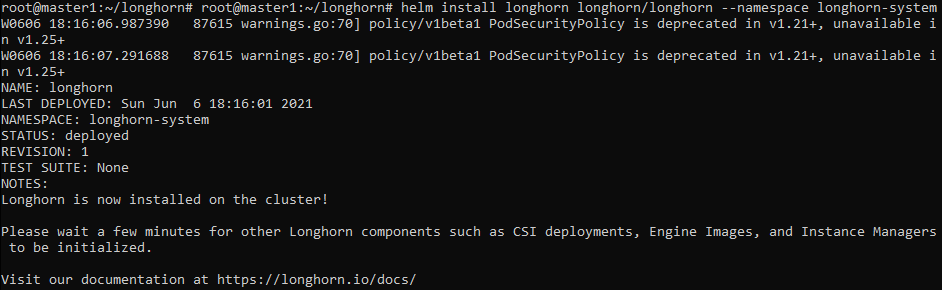 root@master1:~/longhorn# root@master1:~/longhorn# helm install longhorn longhorn/longhorn --namespace longhorn-system
W0606 18:16:06.987390   87615 warnings.go:70] policy/v1beta1 PodSecurityPolicy is deprecated in v1.21+, unavailable i
n v1.25+
W0606 18:16:07.291688   87615 warnings.go:70] policy/v1beta1 PodSecurityPolicy is deprecated in v1.21+, unavailable i
n v1.25+
NAME: longhorn
LAST DEPLOYED: Sun Jun  6 18:16:01 2021
NAMESPACE: longhorn-system
STATUS: deployed
REVISION: 1
TEST SUITE: None
NOTES:
Longhorn is now installed on the cluster!

Please wait a few minutes for other Longhorn components such as CSI deployments, Engine Images, and Instance Managers
 to be initialized.

Visit our documentation at https://longhorn.io/docs/